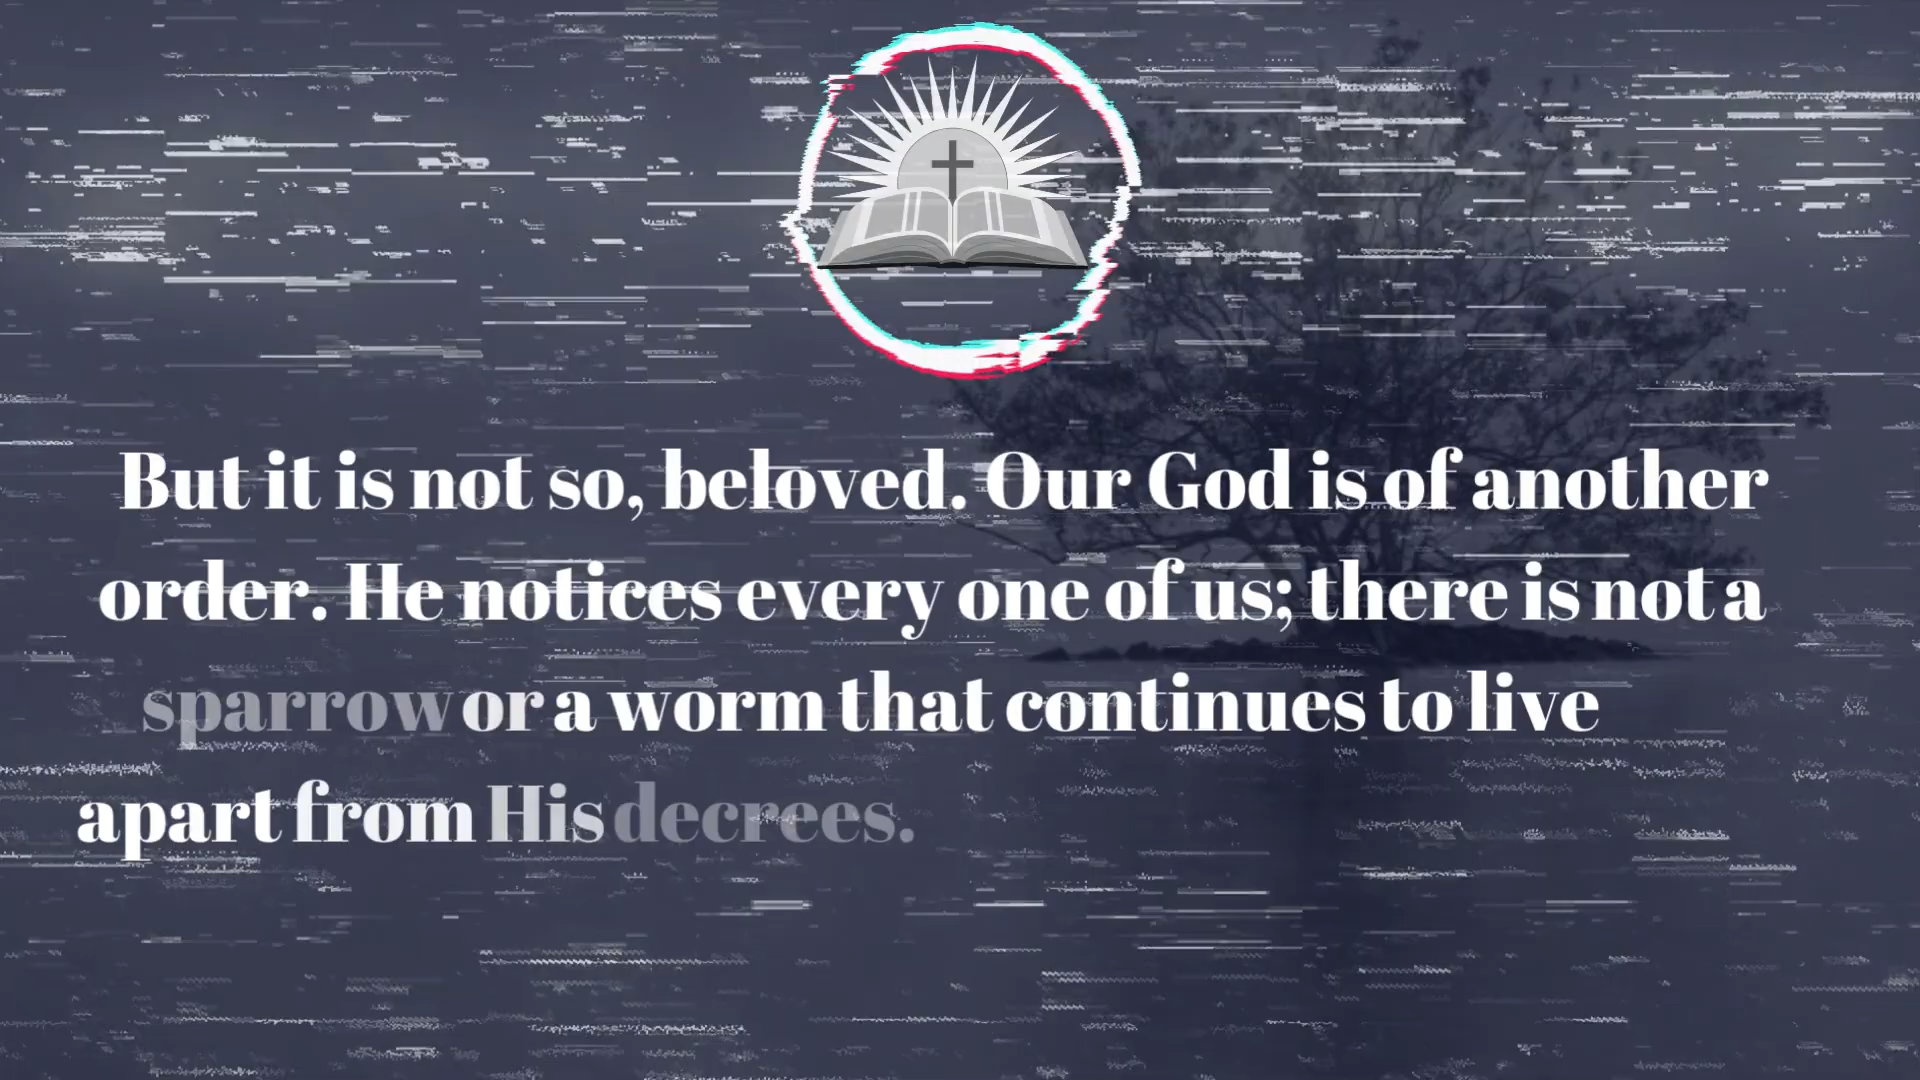 But it is not so, beloved. Our God is of another
order. He notices every one of us; there is not a
sparrow or a worm that continues to live
apart from His decrees.